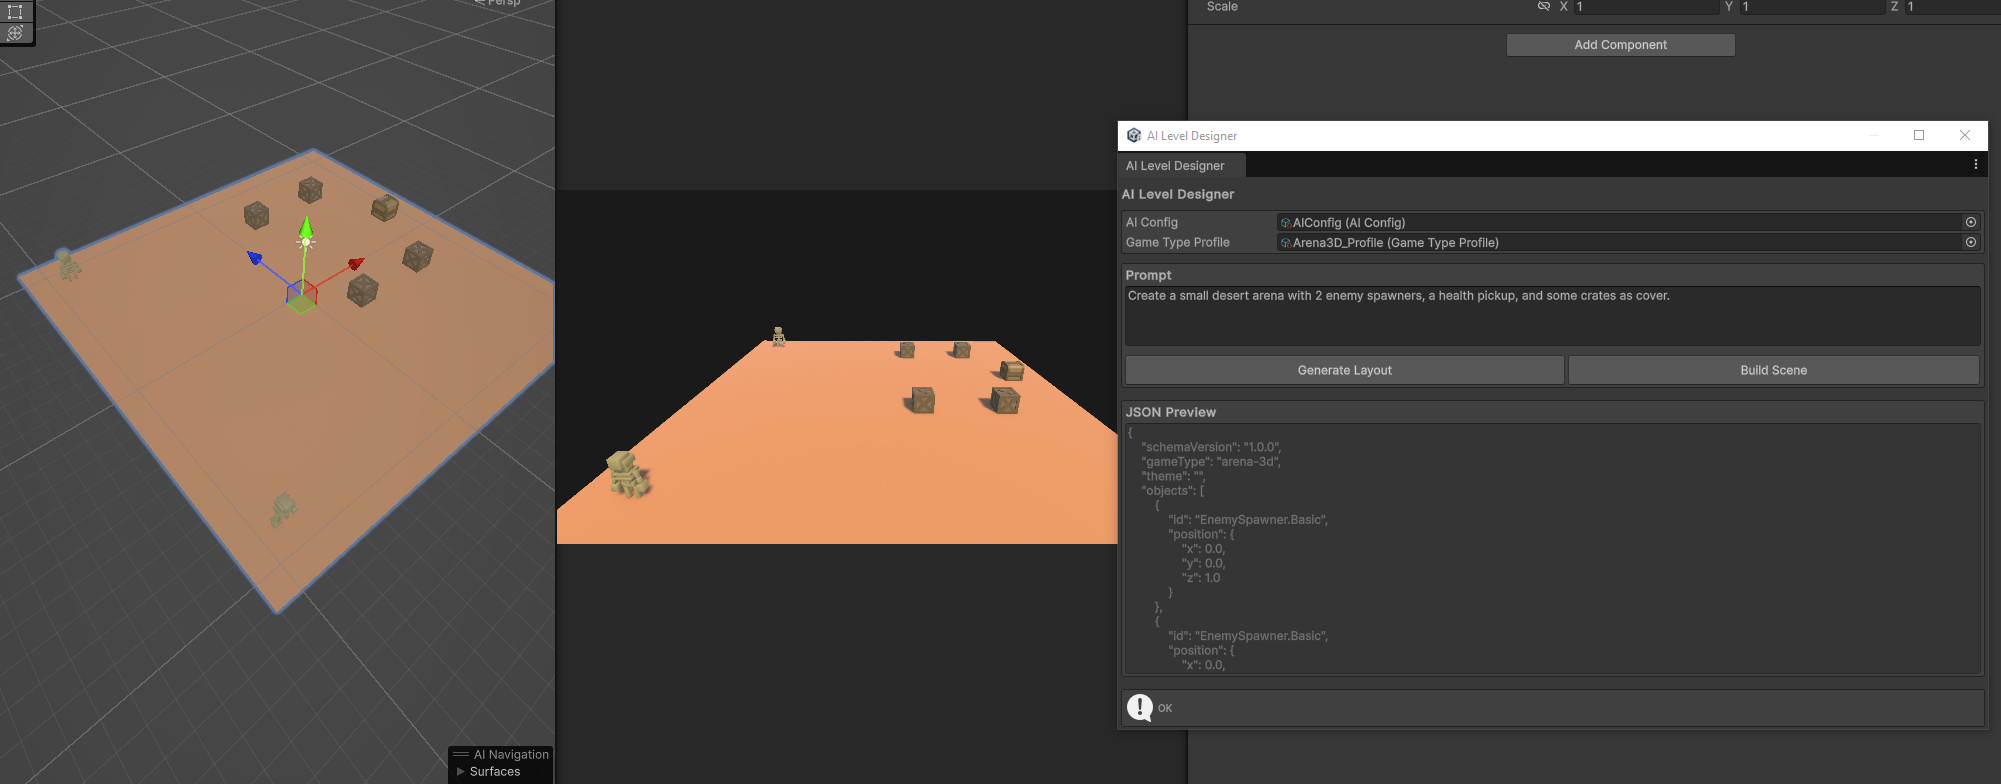 Persp
Scale X 1 Y 1 Z 1
Add Component
AI Level Designer
AI Level Designer
AI Level Designer
AI Config AIConfig (AI Config)
Game Type Profile Arena3D_Profile (Game Type Profile)
Prompt
Create a small desert arena with 2 enemy spawners, a health pickup, and some crates as cover.
Generate Layout Build Scene
JSON Preview
{
"schemaVersion": "1.0.0",
"gameType": "arena-3d",
"theme": "",
"objects": [
{
"id": "EnemySpawner.Basic",
"position": {
"x": 0.0,
"y": 0.0,
"z": 1.0
}
},
{
"id": "EnemySpawner.Basic",
"position": {
"x": 0.0,
OK
AI Navigation
Surfaces